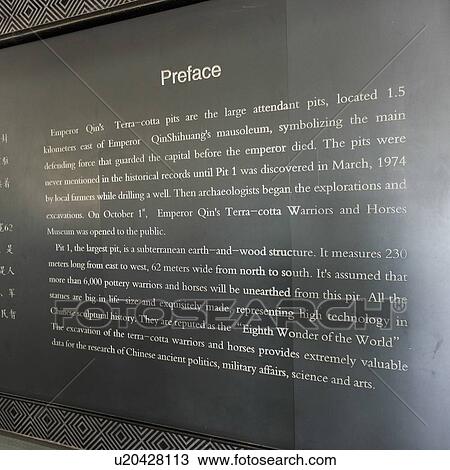 Preface
Emperor Qin's Terra-cotta pits are the large attendant pits, located 1.5
kilometers east of Emperor QinShihuang's mausoleum, symbolizing the main
defending force that guarded the capital before the emperor died. The pits were
never mentioned in the historical records until Pit 1 was discovered in March, 1974
by local farmers while drilling a well. Then archaeologists began the explorations and
excavations. On October 1st, Emperor Qin's Terra-cotta Warriors and Horses
Museum was opened to the public.
Pit 1, the largest pit, is a subterranean earth-and-wood structure. It measures 230
meters long from east to west, 62 meters wide from north to south. It's assumed that
more than 6,000 pottery warriors and horses will be unearthed from this pit. All the
statues are big in life-size and exquisitely made, representing high technology in
Chinese sculptural history. They are reputed as the "Eighth Wonder of the World"
The excavation of the terra-cotta warriors and horses provides extremely valuable
data for the research of Chinese ancient politics, military affairs, science and arts.
62
是
人
军
民者
FOTOSEARCH
u20428113 www.fotosearch.com